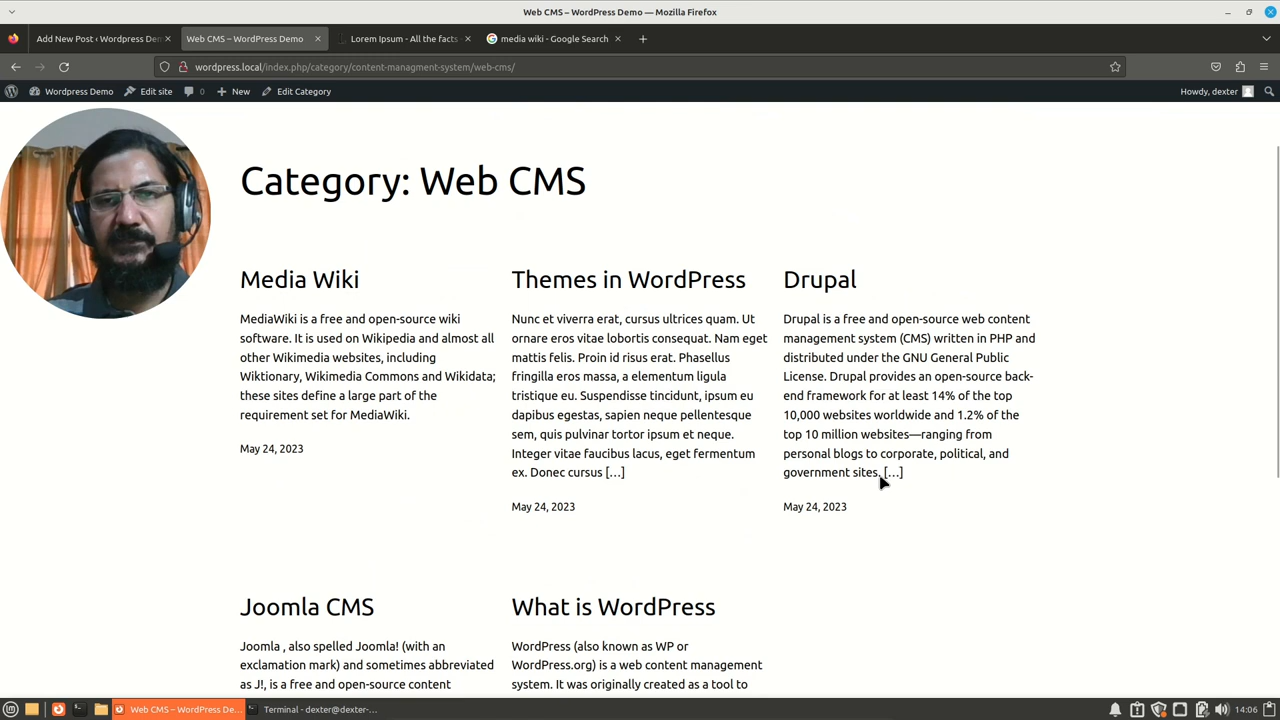 Web CMS – WordPress Demo — Mozilla Firefox
Add New Post ‹ Wordpress Dem
Web CMS – WordPress Demo
Lorem Ipsum - All the facts
media wiki - Google Search
wordpress.local/index.php/category/content-managment-system/web-cms/
Wordpress Demo
Edit site
0
New
Edit Category
Howdy, dexter
Category: Web CMS
Media Wiki
MediaWiki is a free and open-source wiki
software. It is used on Wikipedia and almost all
other Wikimedia websites, including
Wiktionary, Wikimedia Commons and Wikidata;
these sites define a large part of the
requirement set for MediaWiki.
May 24, 2023
Themes in WordPress
Nunc et viverra erat, cursus ultrices quam. Ut
ornare eros vitae lobortis consequat. Nam eget
mattis felis. Proin id risus erat. Phasellus
fringilla eros massa, a elementum ligula
tristique eu. Suspendisse tincidunt, ipsum eu
dapibus egestas, sapien neque pellentesque
sem, quis pulvinar tortor ipsum et neque.
Integer vitae faucibus lacus, eget fermentum
ex. Donec cursus […]
May 24, 2023
Drupal
Drupal is a free and open-source web content
management system (CMS) written in PHP and
distributed under the GNU General Public
License. Drupal provides an open-source back-
end framework for at least 14% of the top
10,000 websites worldwide and 1.2% of the
top 10 million websites—ranging from
personal blogs to corporate, political, and
government sites. […]
May 24, 2023
Joomla CMS
Joomla , also spelled Joomla! (with an
exclamation mark) and sometimes abbreviated
as J!, is a free and open-source content
What is WordPress
WordPress (also known as WP or
WordPress.org) is a web content management
system. It was originally created as a tool to
Web CMS – WordPress De...
Terminal - dexter@dexter-...
14:06